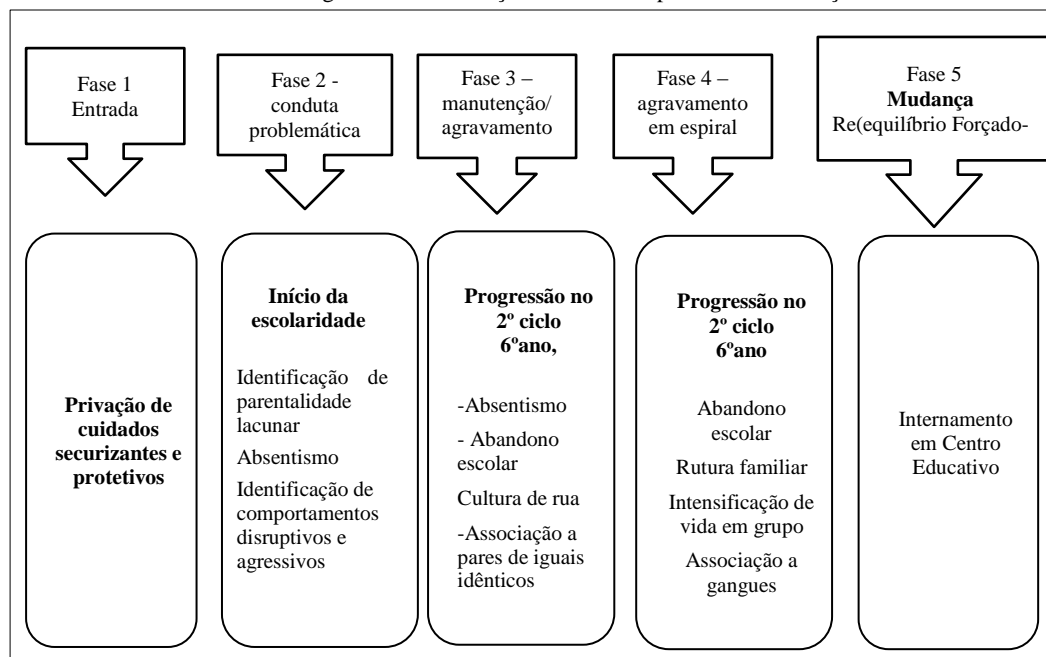 Fase 1
Entrada
Fase 2 -
conduta
problemática
Fase 3 –
manutenção/
agravamento
Fase 4 –
agravamento
em espiral
Fase 5
Mudança
Re(equilíbrio Forçado-
Privação de
cuidados
securizantes e
protetivos
Início da
escolaridade
Identificação de
parentalidade
lacunar
Absentismo
Identificação de
comportamentos
disruptivos e
agressivos
Progressão no
2º ciclo
6ºano,
-Absentismo
- Abandono
escolar
Cultura de rua
-Associação a
pares de iguais
idênticos
Progressão no
2º ciclo
6ºano
Abandono
escolar
Rutura familiar
Intensificação de
vida em grupo
Associação a
gangues
Internamento
em Centro
Educativo